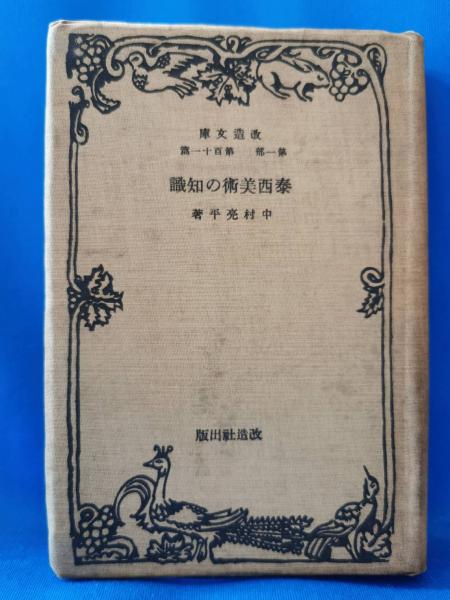 改造文庫
第一部 第百十一篇
泰西美術の知識
中村亮平著
改造社出版